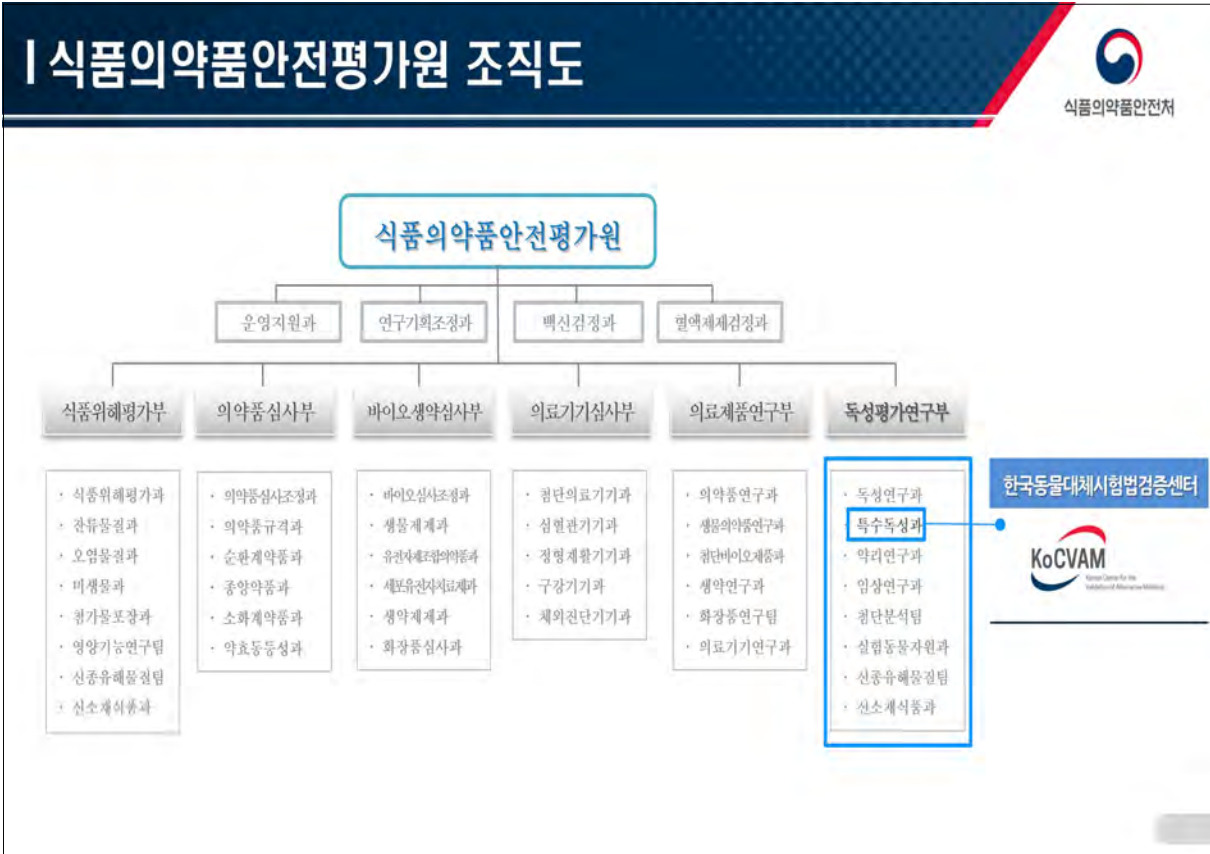 식품의약품안전평가원 조직도
식품의약품안전처
식품의약품안전평가원
운영지원과
연구기획조정과
백신검정과
혈액제제검정과
식품위해평가부
의약품심사부
바이오생약심사부
의료기기심사부
의료제품연구부
독성평가연구부
· 식품위해평가과
· 잔류물질과
· 오염물질과
· 미생물과
· 첨가물포장과
· 영양기능연구팀
· 신종유해물질팀
· 신소재식품과
· 의약품심사조정과
· 의약품규격과
· 순환계약품과
· 종양약품과
· 소화계약품과
· 약효동등성과
· 바이오심사조정과
· 생물제제과
· 유전자재조합의약품과
· 세포유전자치료제과
· 생약제제과
· 화장품심사과
· 첨단의료기기과
· 심혈관기기과
· 정형재활기기과
· 구강기기과
· 체외진단기기과
· 의약품연구과
· 생물의약품연구과
· 첨단바이오제품과
· 생약연구과
· 화장품연구팀
· 의료기기연구과
· 독성연구과
· 특수독성과
· 약리연구과
· 임상연구과
· 첨단분석팀
· 실험동물자원과
· 신종유해물질팀
· 신소재식품과
한국동물대체시험법검증센터
KoCVAM
Korean Center for the
Validation of Alternative Methods